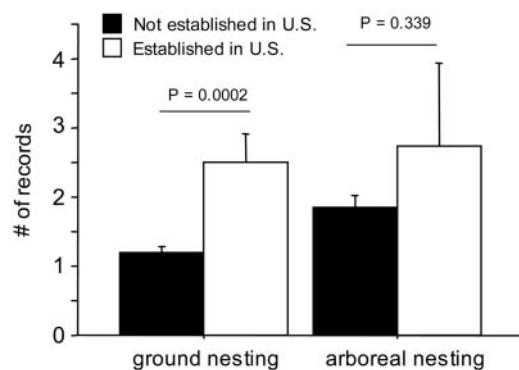 Not established in U.S.
Established in U.S.
P = 0.339
P = 0.0002
# of records
4
3
2
1
0
ground nesting
arboreal nesting